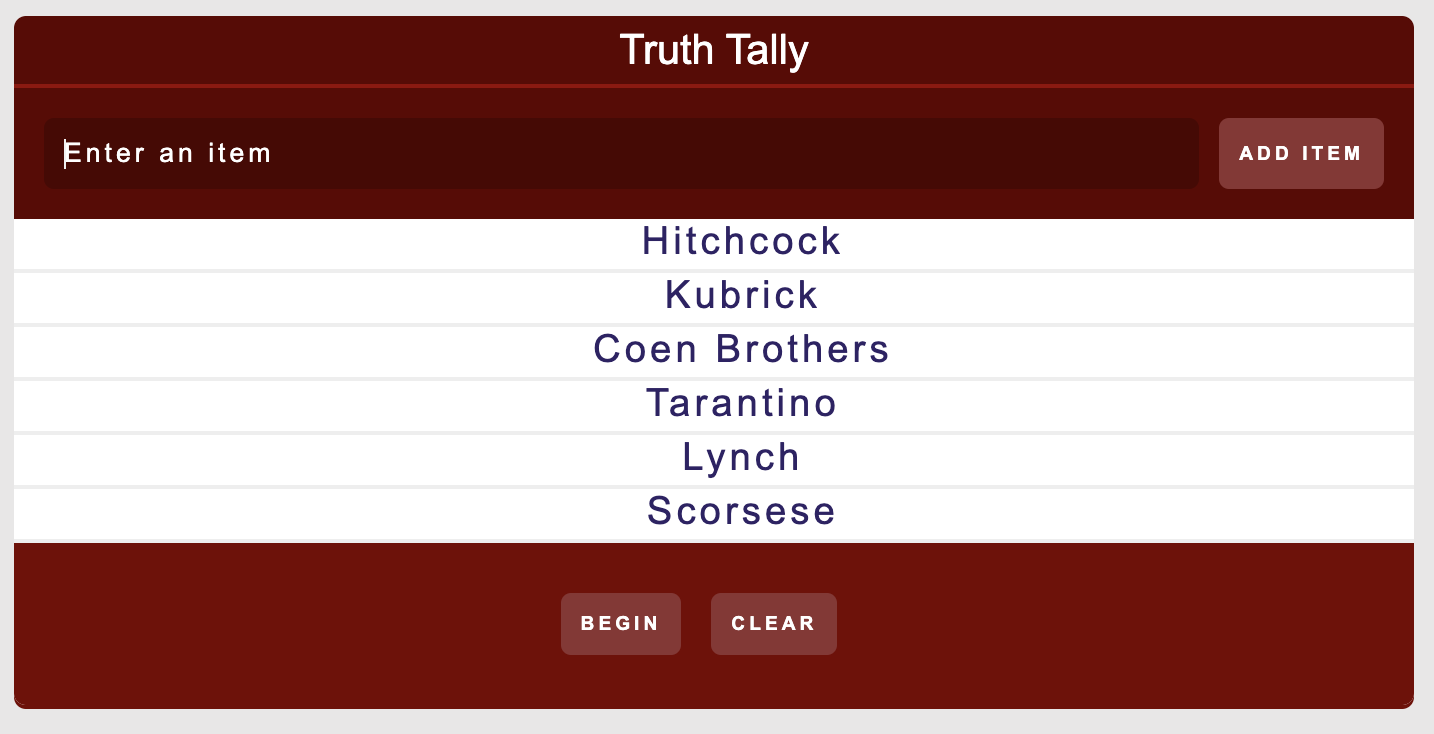 Truth Tally
Enter an item
ADD ITEM
Hitchcock
Kubrick
Coen Brothers
Tarantino
Lynch
Scorsese
BEGIN
CLEAR